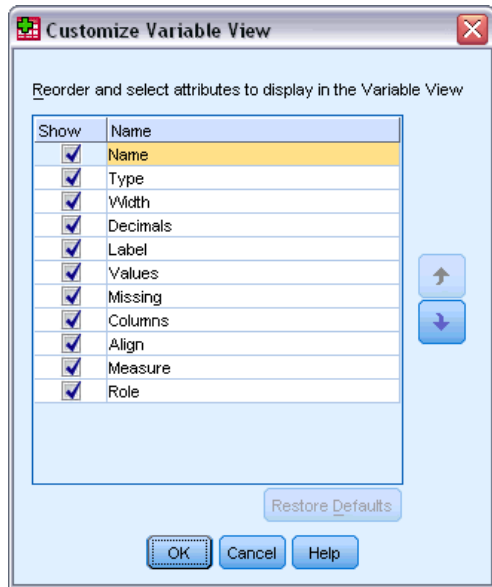 Customize Variable View
Reorder and select attributes to display in the Variable View
Show Name
Name
Type
Width
Decimals
Label
Values
Missing
Columns
Align
Measure
Role
Restore Defaults
OK Cancel Help